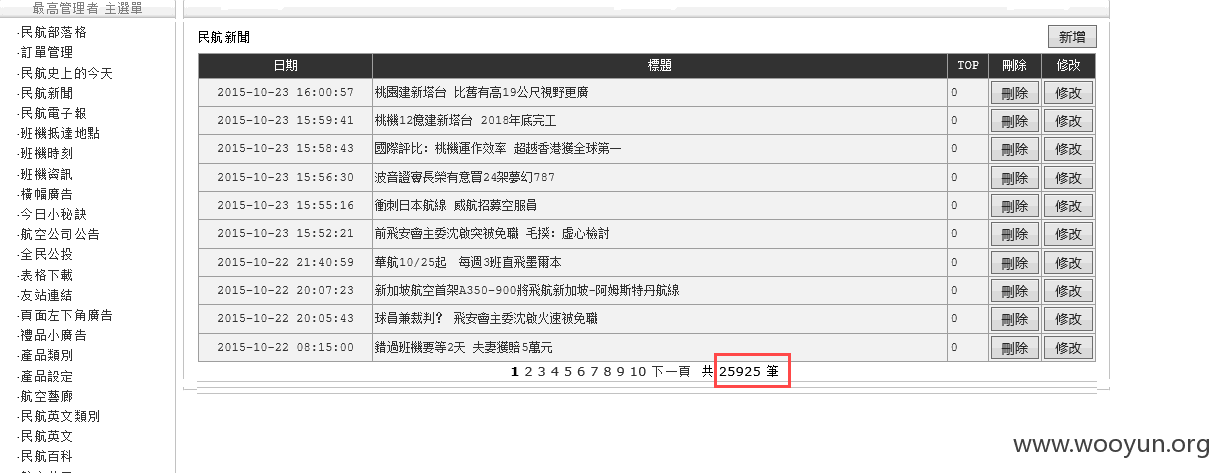 最高管理者 主選單
·民航部落格
·訂單管理
·民航史上的今天
·民航新聞
·民航電子報
·班機抵達地點
·班機時刻
·班機資訊
·橫幅廣告
·今日小秘訣
·航空公司公告
·全民公投
·表格下載
·友站連結
·頁面左下角廣告
·禮品小廣告
·產品類別
·產品設定
·航空藝廊
·民航英文類別
·民航英文
·民航百科
民航新聞 新增
日期 標題 TOP 刪除 修改
2015-10-23 16:00:57 桃園建新塔台 比舊有高19公尺視野更廣 0 刪除 修改
2015-10-23 15:59:41 桃機12億建新塔台 2018年底完工 0 刪除 修改
2015-10-23 15:58:43 國際評比：桃機運作效率 超越香港獲全球第一 0 刪除 修改
2015-10-23 15:56:30 波音證審長榮有意買24架夢幻787 0 刪除 修改
2015-10-23 15:55:16 衝刺日本航線 威航招募空服員 0 刪除 修改
2015-10-23 15:52:21 前飛安會主委沈啟突被免職 毛揆：虛心檢討 0 刪除 修改
2015-10-22 21:40:59 華航10/25起 每週3班直飛墨爾本 0 刪除 修改
2015-10-22 20:07:23 新加坡航空首架A350-900將飛航新加坡-阿姆斯特丹航線 0 刪除 修改
2015-10-22 20:05:43 球員兼裁判？ 飛安會主委沈啟火速被免職 0 刪除 修改
2015-10-22 08:15:00 錯過班機要等2天 夫妻獲賠5萬元 0 刪除 修改
1 2 3 4 5 6 7 8 9 10 下一頁 共 25925 筆
www.wooyun.org